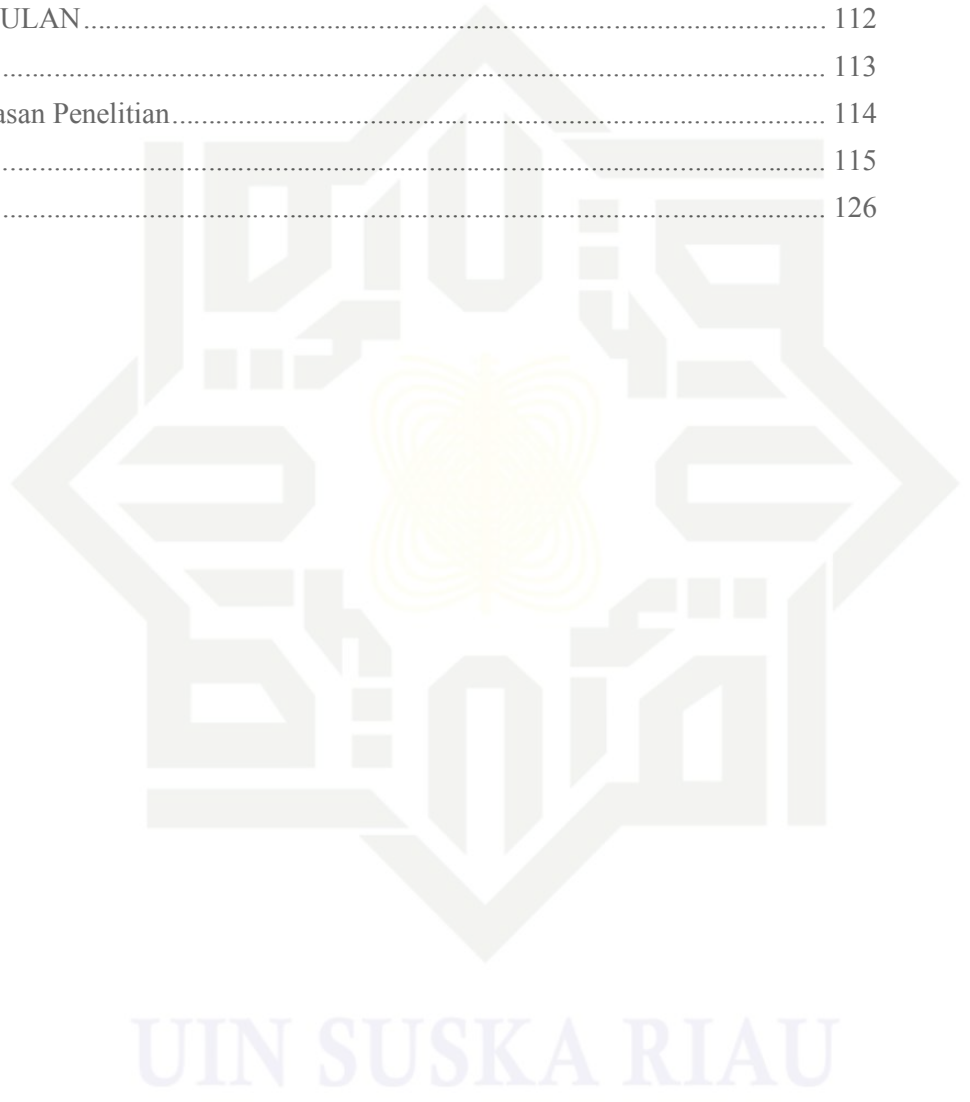 ULAN........................................................................................................ 112
........................................................................................................ 113
asan Penelitian........................................................................................................ 114
........................................................................................................ 115
........................................................................................................ 126
UIN SUSKA RIAU